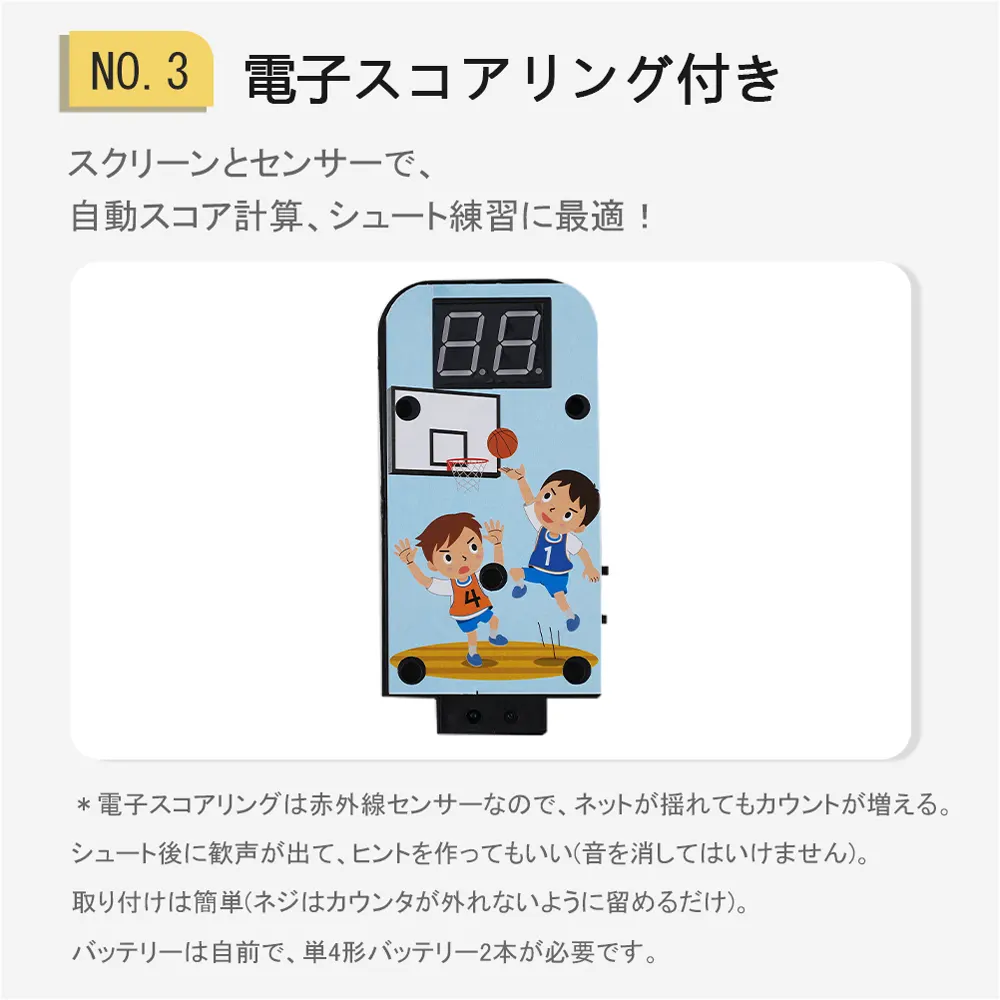 NO.3
電子スコアリング付き
スクリーンとセンサーで、
自動スコア計算、シュート練習に最適！
88
1
4
＊電子スコアリングは赤外線センサーなので、ネットが揺れてもカウントが増える。
シュート後に歓声が出て、ヒントを作ってもいい(音を消してはいけません)。
取り付けは簡単(ネジはカウンタが外れないように留めるだけ)。
バッテリーは自前で、単4形バッテリー2本が必要です。